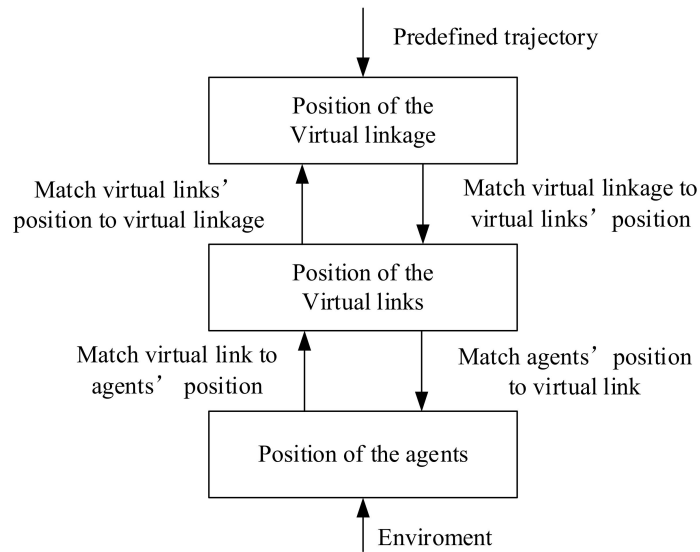 Predefined trajectory
Position of the
Virtual linkage
Match virtual links’
position to virtual linkage
Match virtual linkage to
virtual links’ position
Position of the
Virtual links
Match virtual link to
agents’ position
Match agents’ position
to virtual link
Position of the agents
Enviroment